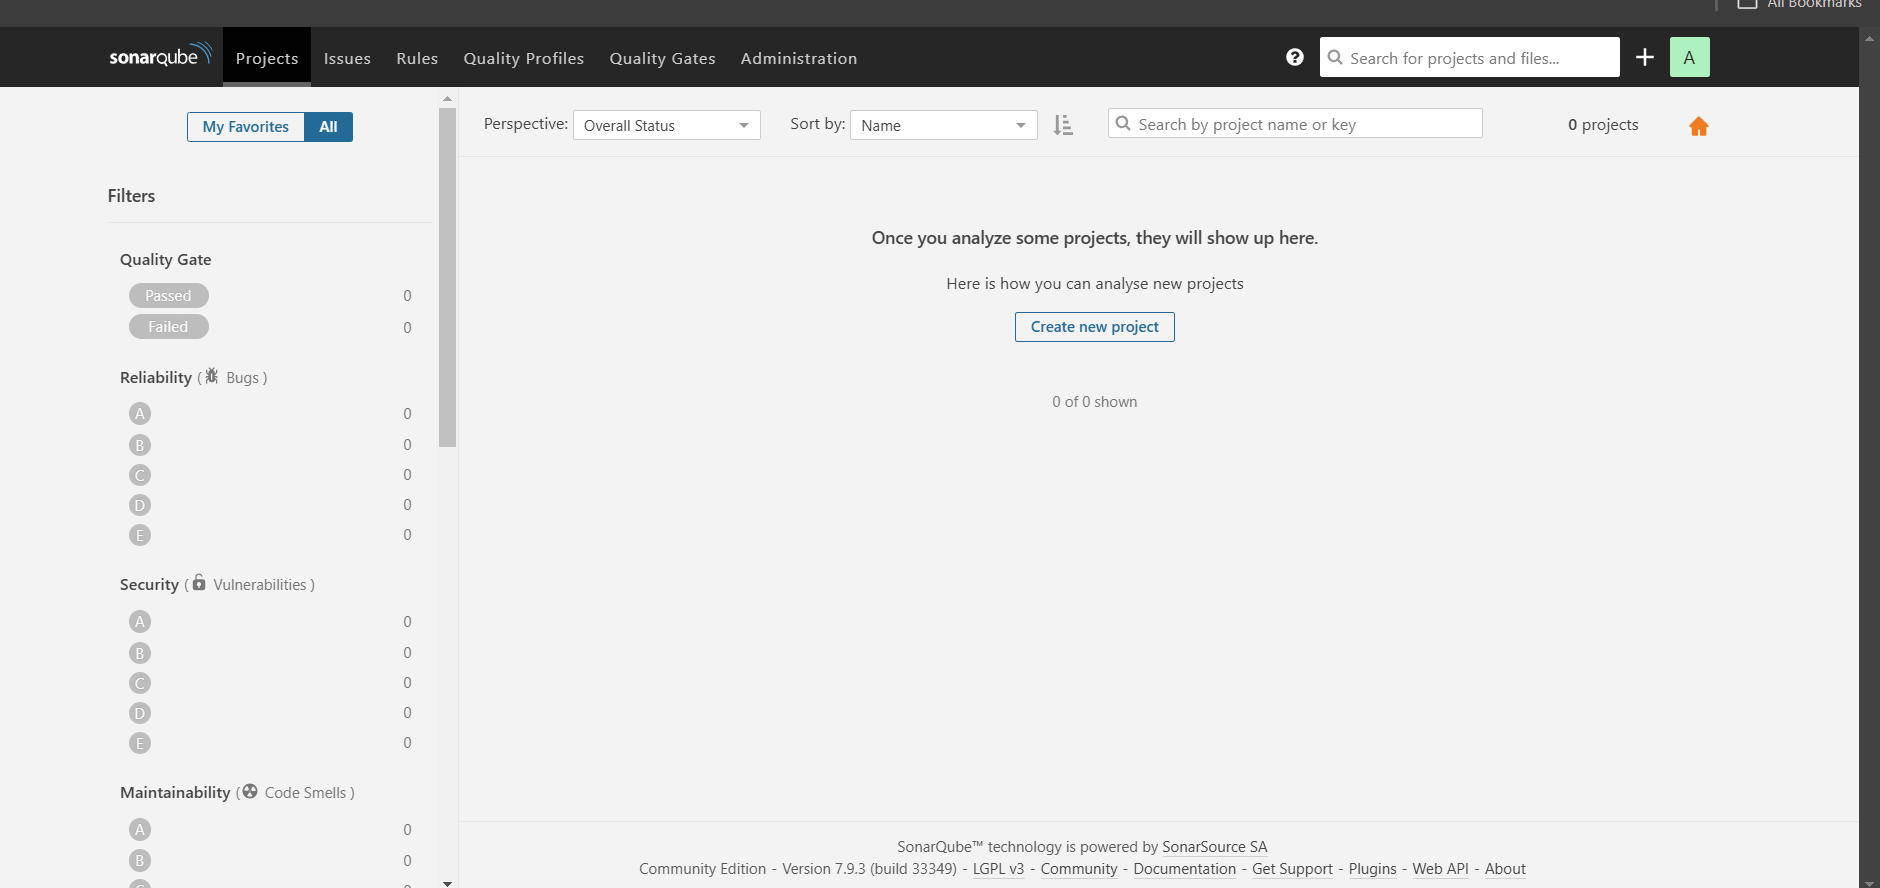 All Bookmarks
sonarqube Projects Issues Rules Quality Profiles Quality Gates Administration ? Search for projects and files... + A
My Favorites All
Perspective: Overall Status Sort by: Name Search by project name or key 0 projects
Filters
Quality Gate
Passed 0
Failed 0
Reliability ( Bugs )
A 0
B 0
C 0
D 0
E 0
Security ( Vulnerabilities )
A 0
B 0
C 0
D 0
E 0
Maintainability ( Code Smells )
A 0
B 0
Once you analyze some projects, they will show up here.
Here is how you can analyse new projects
Create new project
0 of 0 shown
SonarQube™ technology is powered by SonarSource SA
Community Edition - Version 7.9.3 (build 33349) - LGPL v3 - Community - Documentation - Get Support - Plugins - Web API - About